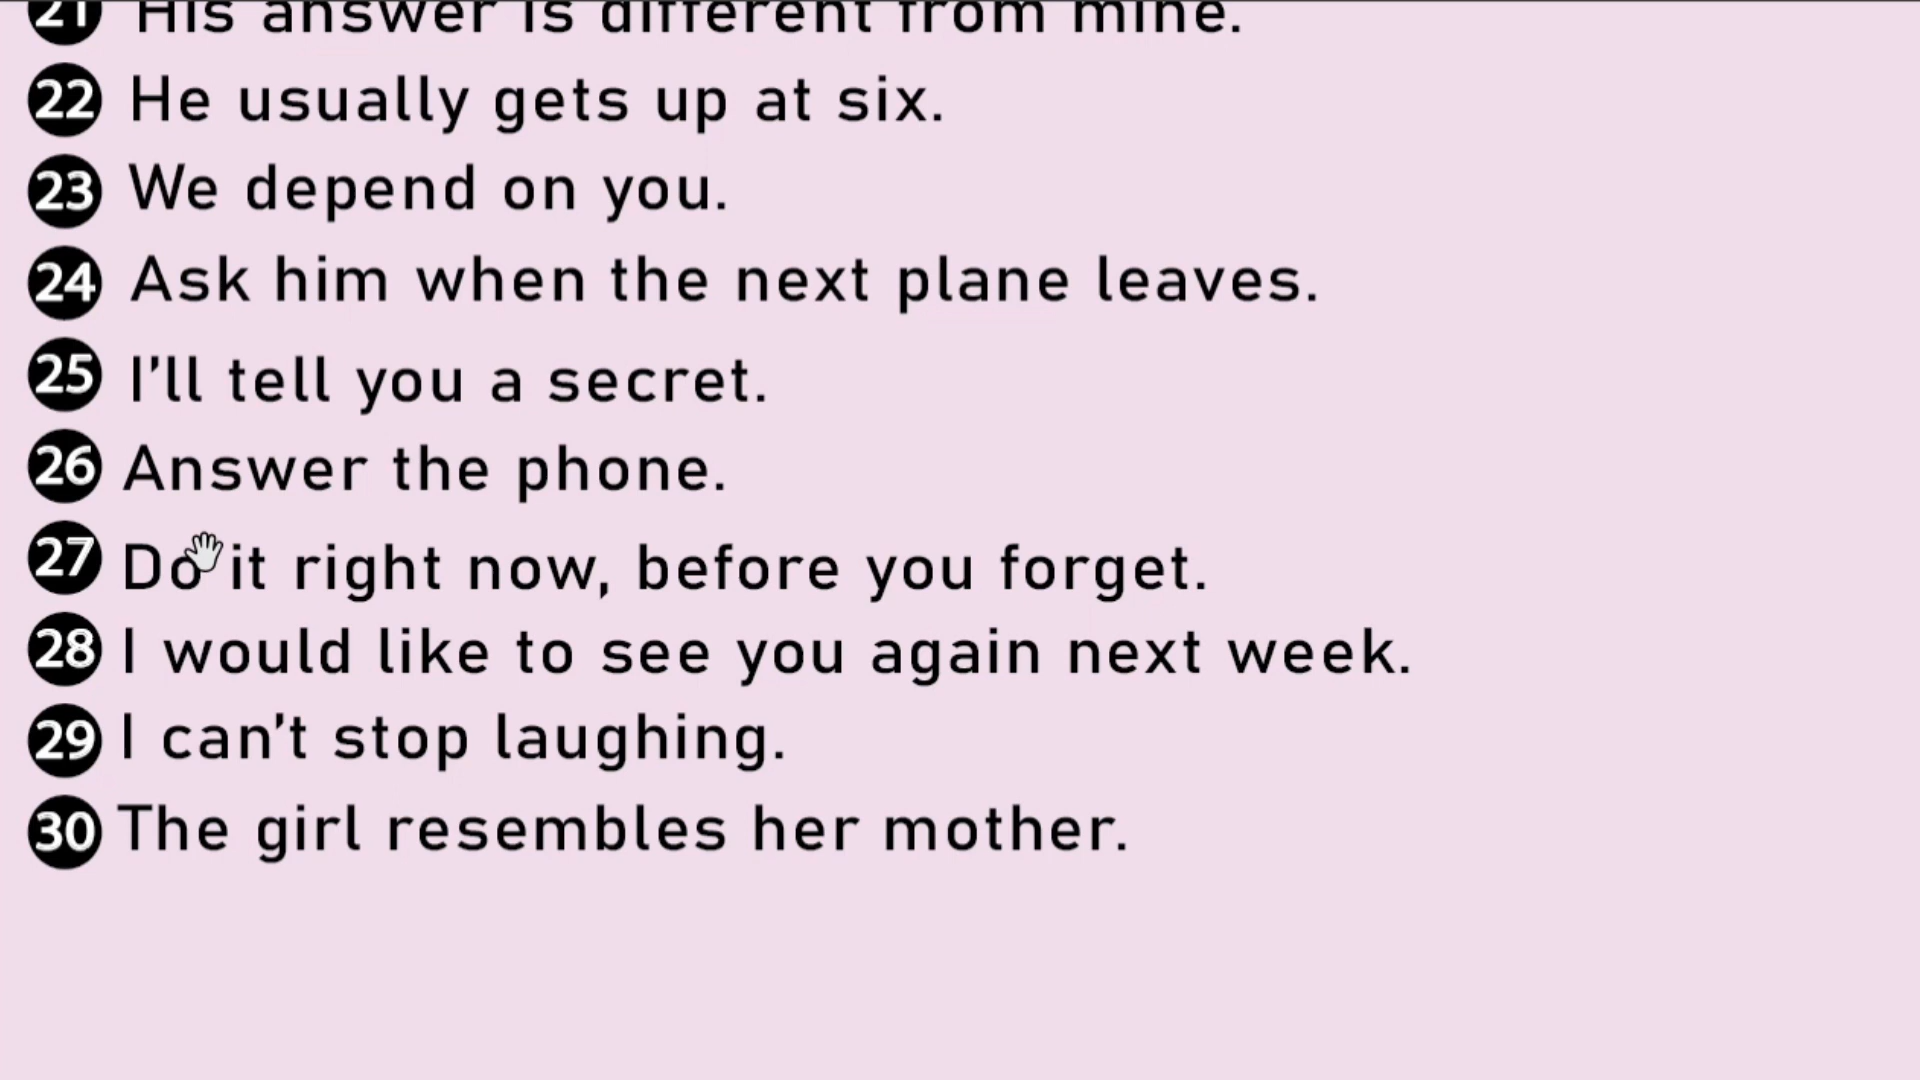 21 His answer is different from mine.
22 He usually gets up at six.
23 We depend on you.
24 Ask him when the next plane leaves.
25 I'll tell you a secret.
26 Answer the phone.
27 Do it right now, before you forget.
28 I would like to see you again next week.
29 I can't stop laughing.
30 The girl resembles her mother.